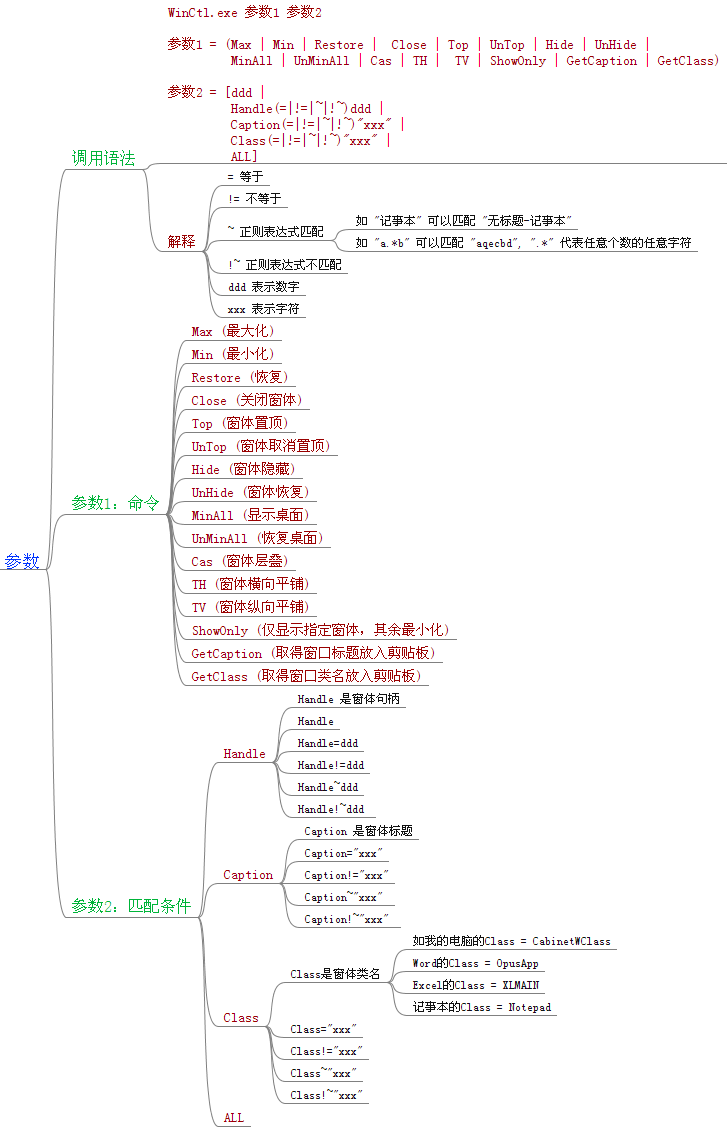 WinCtl.exe 参数1 参数2
参数1 = (Max | Min | Restore | Close | Top | UnTop | Hide | UnHide |
MinAll | UnMinAll | Cas | TH | TV | ShowOnly | GetCaption | GetClass)
参数2 = [ddd |
Handle(=|!=|~|!~)ddd |
Caption(=|!=|~|!~)"xxx" |
Class(=|!=|~|!~)"xxx" |
ALL]
调用语法
= 等于
!= 不等于
~ 正则表达式匹配
如 "记事本" 可以匹配 "无标题-记事本"
如 "a.*b" 可以匹配 "aqecbd", ".*" 代表任意个数的任意字符
解释
!~ 正则表达式不匹配
ddd 表示数字
xxx 表示字符
Max (最大化)
Min (最小化)
Restore (恢复)
Close (关闭窗体)
Top (窗体置顶)
UnTop (窗体取消置顶)
Hide (窗体隐藏)
UnHide (窗体恢复)
参数1: 命令
MinAll (显示桌面)
UnMinAll (恢复桌面)
参数
Cas (窗体层叠)
TH (窗体横向平铺)
TV (窗体纵向平铺)
ShowOnly (仅显示指定窗体, 其余最小化)
GetCaption (取得窗口标题放入剪贴板)
GetClass (取得窗口类名放入剪贴板)
Handle 是窗体句柄
Handle
Handle=ddd
Handle
Handle!=ddd
Handle~ddd
Handle!~ddd
Caption 是窗体标题
Caption="xxx"
Caption
Caption!="xxx"
Caption~"xxx"
Caption!~"xxx"
参数2: 匹配条件
如我的电脑的Class = CabinetWClass
Word的Class = OpusApp
Class是窗体类名
Excel的Class = XLMAIN
记事本的Class = Notepad
Class
Class="xxx"
Class!="xxx"
Class~"xxx"
Class!~"xxx"
ALL